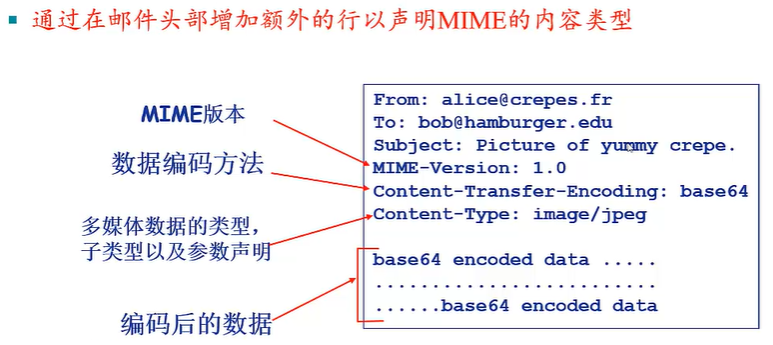 通过在邮件头部增加额外的行以声明MIME的内容类型
MIME版本
数据编码方法
多媒体数据的类型,
子类型以及参数声明
编码后的数据
From: alice@crepes.fr
To: bob@hamburger.edu
Subject: Picture of yummy crepe.
MIME-Version: 1.0
Content-Transfer-Encoding: base64
Content-Type: image/jpeg
base64 encoded data .....
.........................
......base64 encoded data